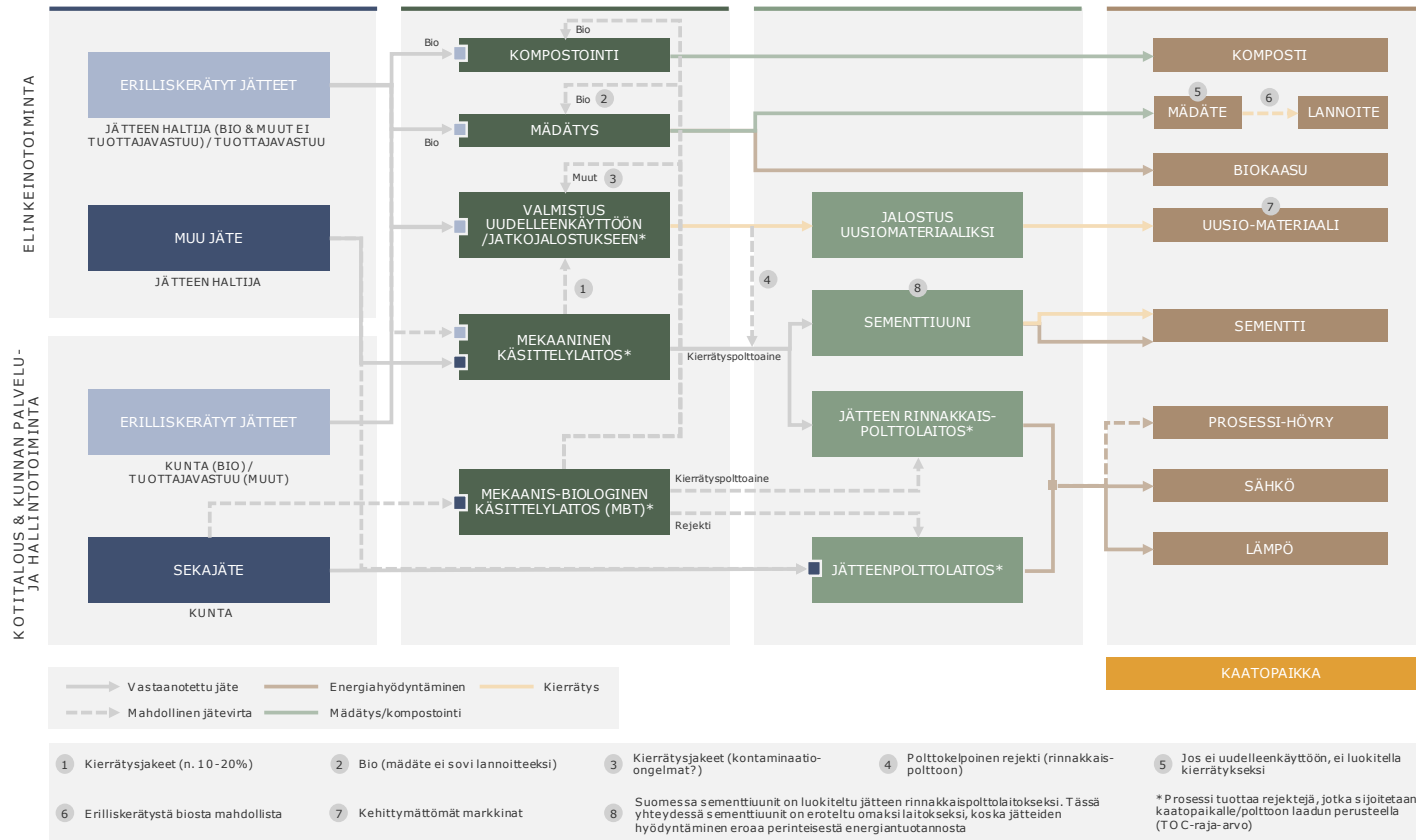 ELINKEINOTOIMINTA
ERILLISKERÄTYT JÄTTEET
JÄTTEEN HALTIJA (BIO & MUUT EI
TUOTTAJAVASTUU) / TUOTTAJAVASTUU
MUU JÄTE
JÄTTEEN HALTIJA
KOTITALOUS & KUNNAN PALVELU-
JA HALLINTOTOIMINTA
ERILLISKERÄTYT JÄTTEET
KUNTA (BIO) /
TUOTTAJAVASTUU (MUUT)
SEKAJÄTE
KUNTA
Bio
Bio
KOMPOSTOINTI
Bio 2
MÄDÄTYS
Bio
Muut 3
VALMISTUS
UUDELLEENKÄYTTÖÖN
/JATKOJALOSTUKSEEN*
1
MEKAANINEN
KÄSITTELYLAITOS*
Kierrätyspolttoaine
4
MEKAANIS-BIOLOGINEN
KÄSITTELYLAITOS (MBT)*
Kierrätyspolttoaine
Rejekti
JALOSTUS
UUSIOMATERIAALIKSI
8
SEMENTTIUUNI
JÄTTEEN RINNAKKAIS-
POLTTOLAITOS*
JÄTTEENPOLTTOLAITOS*
KOMPOSTI
5
MÄDÄTE
6
LANNOITE
BIOKAASU
7
UUSIO-MATERIAALI
SEMENTTI
PROSESSI-HÖYRY
SÄHKÖ
LÄMPÖ
KAATOPAIKKA
Vastaanotettu jäte
Energiahyödyntäminen
Kierrätys
Mahdollinen jätevirta
Mädätys/kompostointi
1 Kierrätysjakeet (n. 10-20%)
2 Bio (mädäte ei sovi lannoitteeksi)
3 Kierrätysjakeet (kontaminaatio-
ongelmat?)
4 Polttokelpoinen rejekti (rinnakkais-
polttoon)
5 Jos ei uudelleenkäyttöön, ei luokitella
kierrätykseksi
6 Erilliskerätystä biosta mahdollista
7 Kehittymättömät markkinat
8 Suomessa sementtiuunit on luokiteltu jätteen rinnakkaispolttolaitokseksi. Tässä
yhteydessä sementtiuunit on eroteltu omaksi laitokseksi, koska jätteiden
hyödyntäminen eroaa perinteisestä energiantuotannosta
* Prosessi tuottaa rejektejä, jotka sijoitetaan
kaatopaikalle/polttoon laadun perusteella
(TOC-raja-arvo)